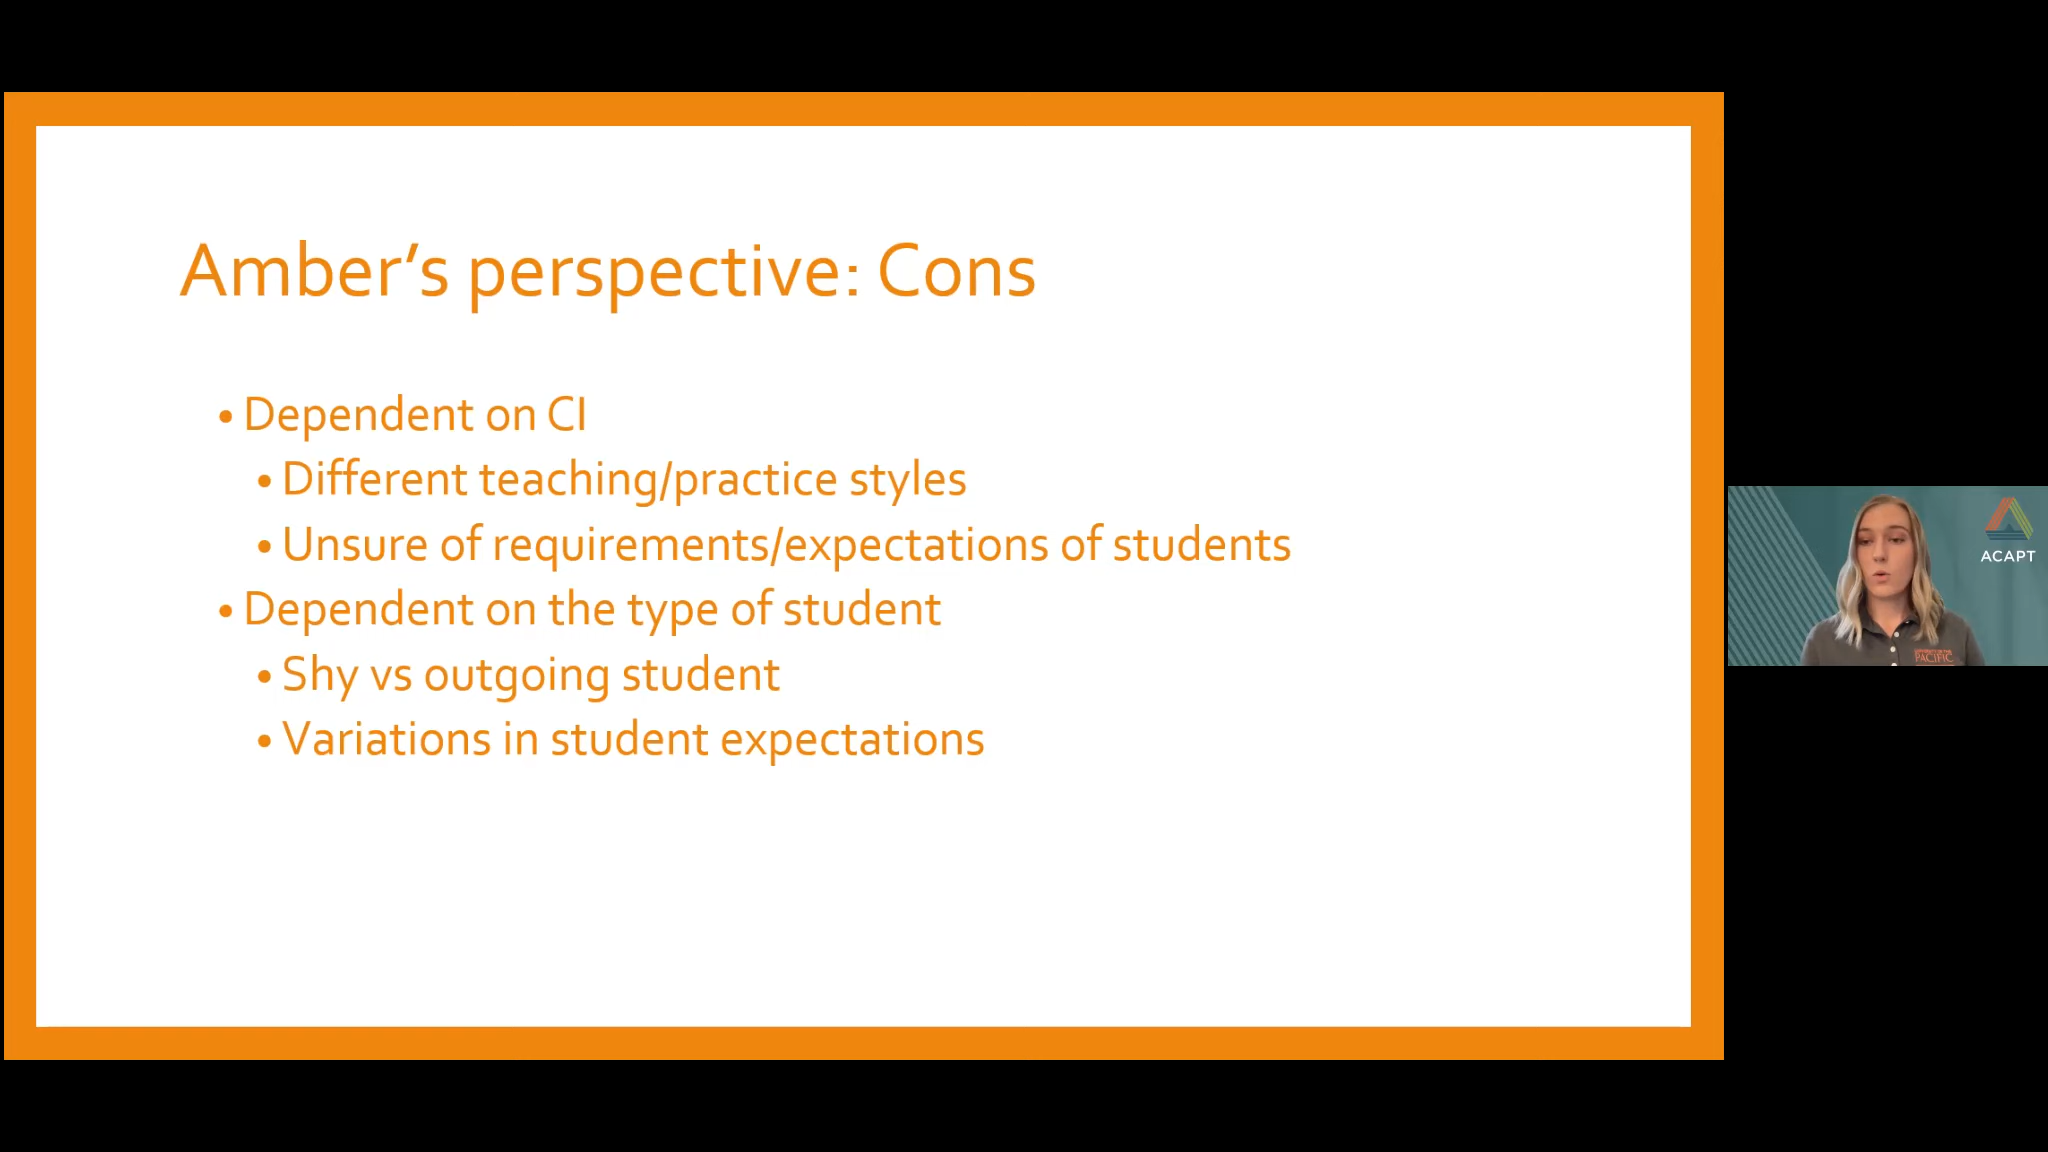 Amber’s perspective: Cons
• Dependent on CI
• Different teaching/practice styles
• Unsure of requirements/expectations of students
• Dependent on the type of student
• Shy vs outgoing student
• Variations in student expectations
ACAPT
PACIFIC